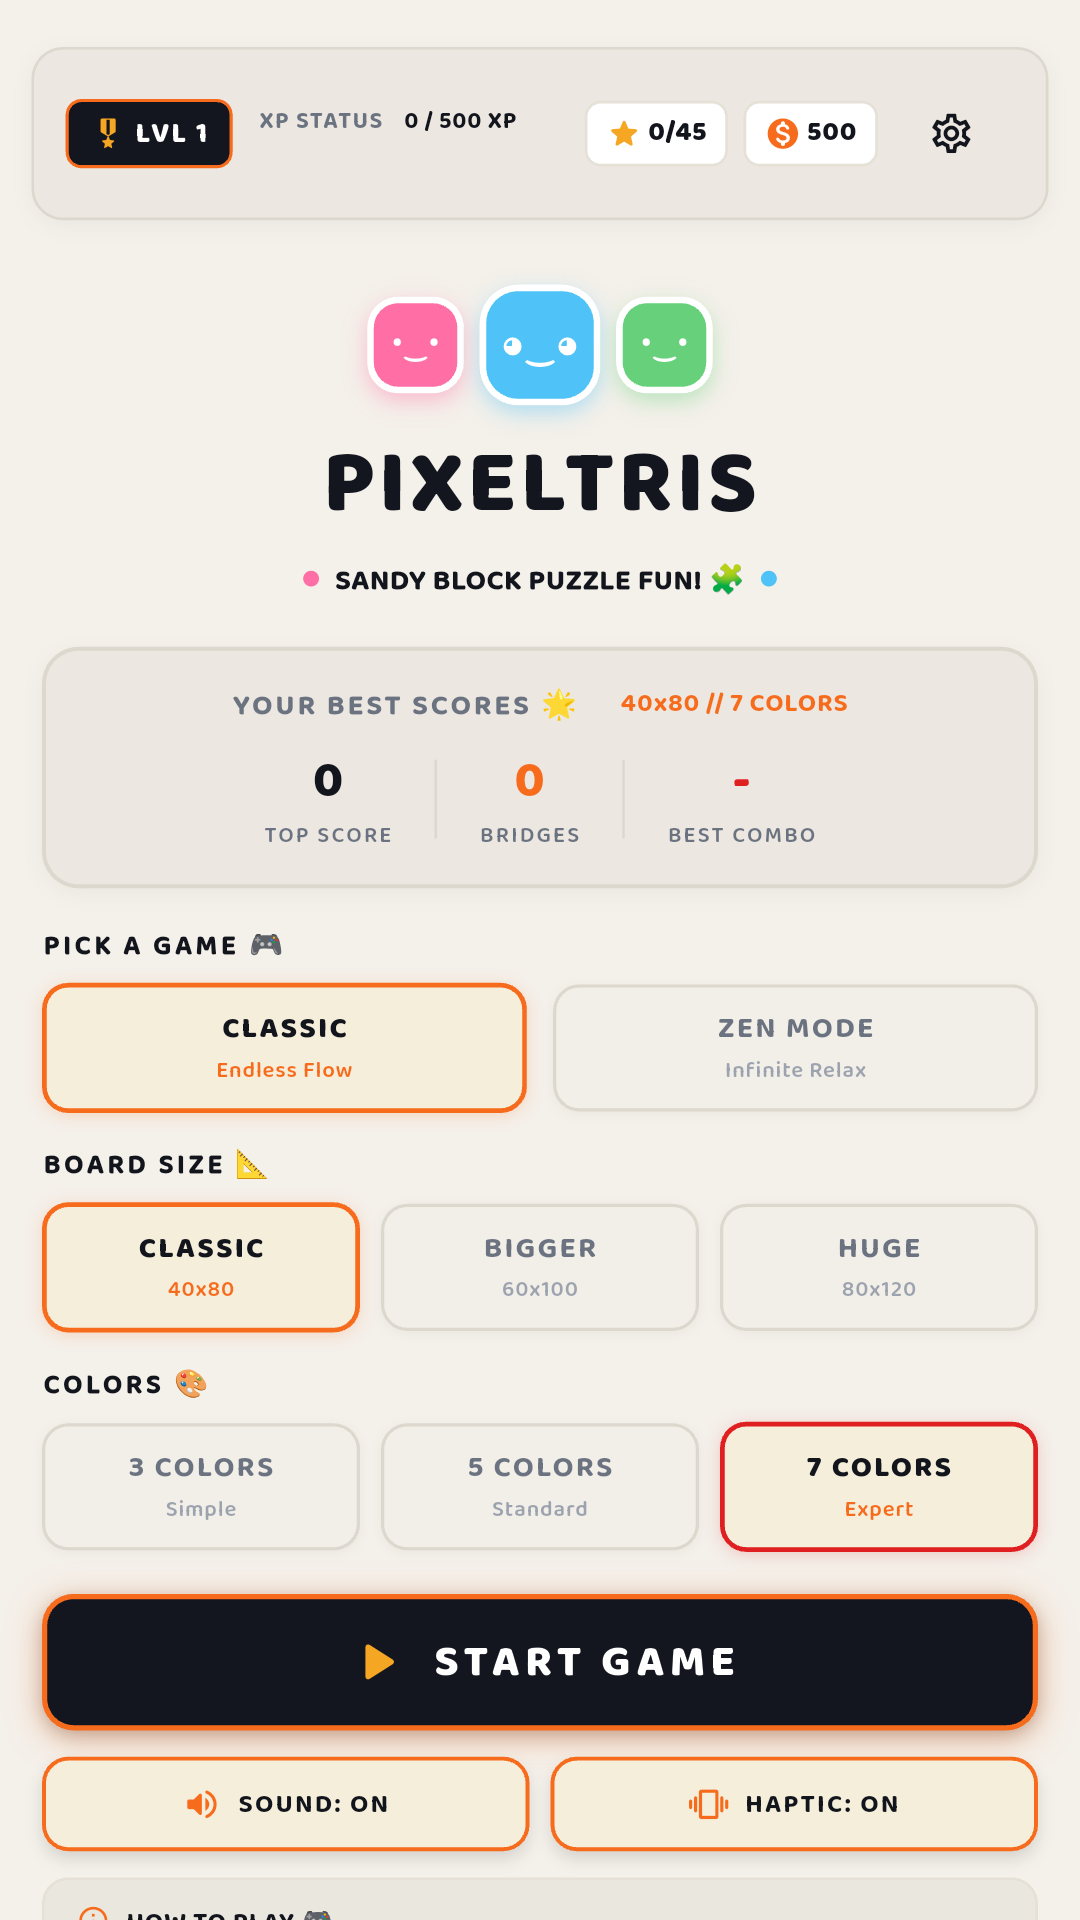 LVL 1
XP STATUS 0 / 500 XP
0/45
500
PIXELTRIS
SANDY BLOCK PUZZLE FUN! 🧩
YOUR BEST SCORES 🌟
40x80 // 7 COLORS
0
TOP SCORE
0
BRIDGES
-
BEST COMBO
PICK A GAME 🎮
CLASSIC
Endless Flow
ZEN MODE
Infinite Relax
BOARD SIZE 📐
CLASSIC
40x80
BIGGER
60x100
HUGE
80x120
COLORS 🎨
3 COLORS
Simple
5 COLORS
Standard
7 COLORS
Expert
START GAME
SOUND: ON
HAPTIC: ON
HOW TO PLAY 🎮